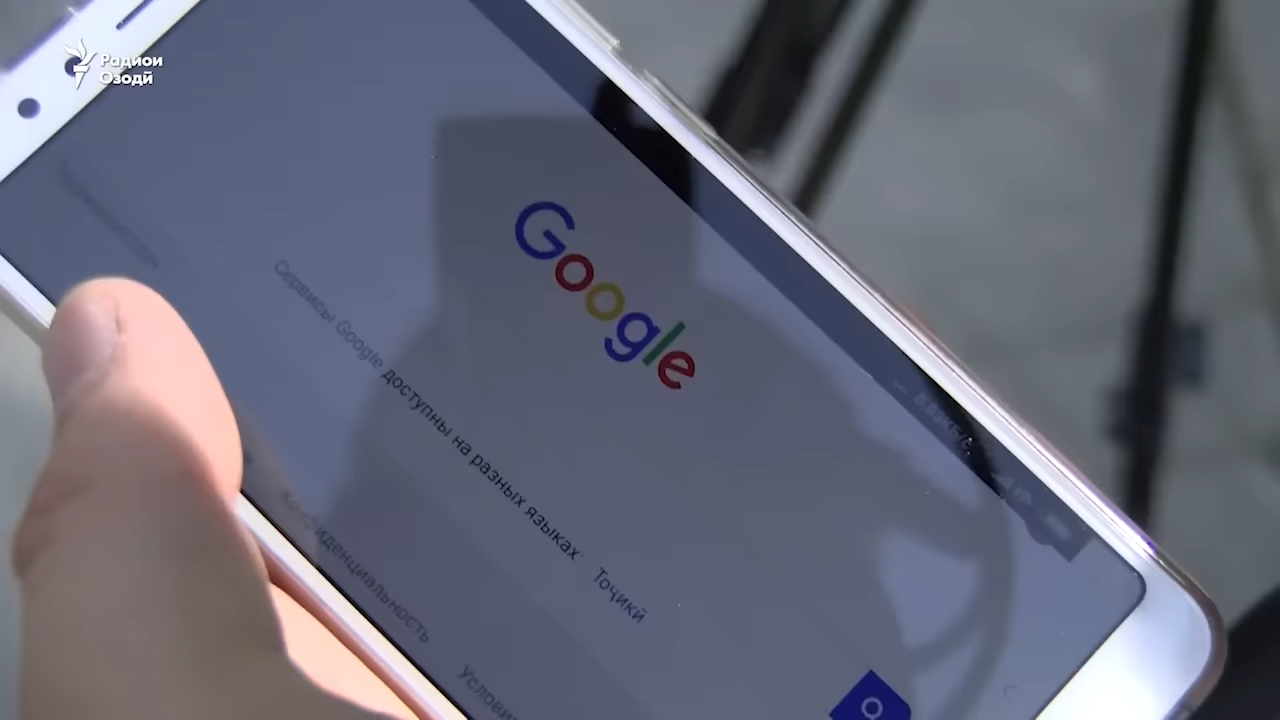 Радиои
Озодӣ
Google
Сервисы Google доступны на разных языках: Тоҷикӣ
Конфиденциальность
Условия